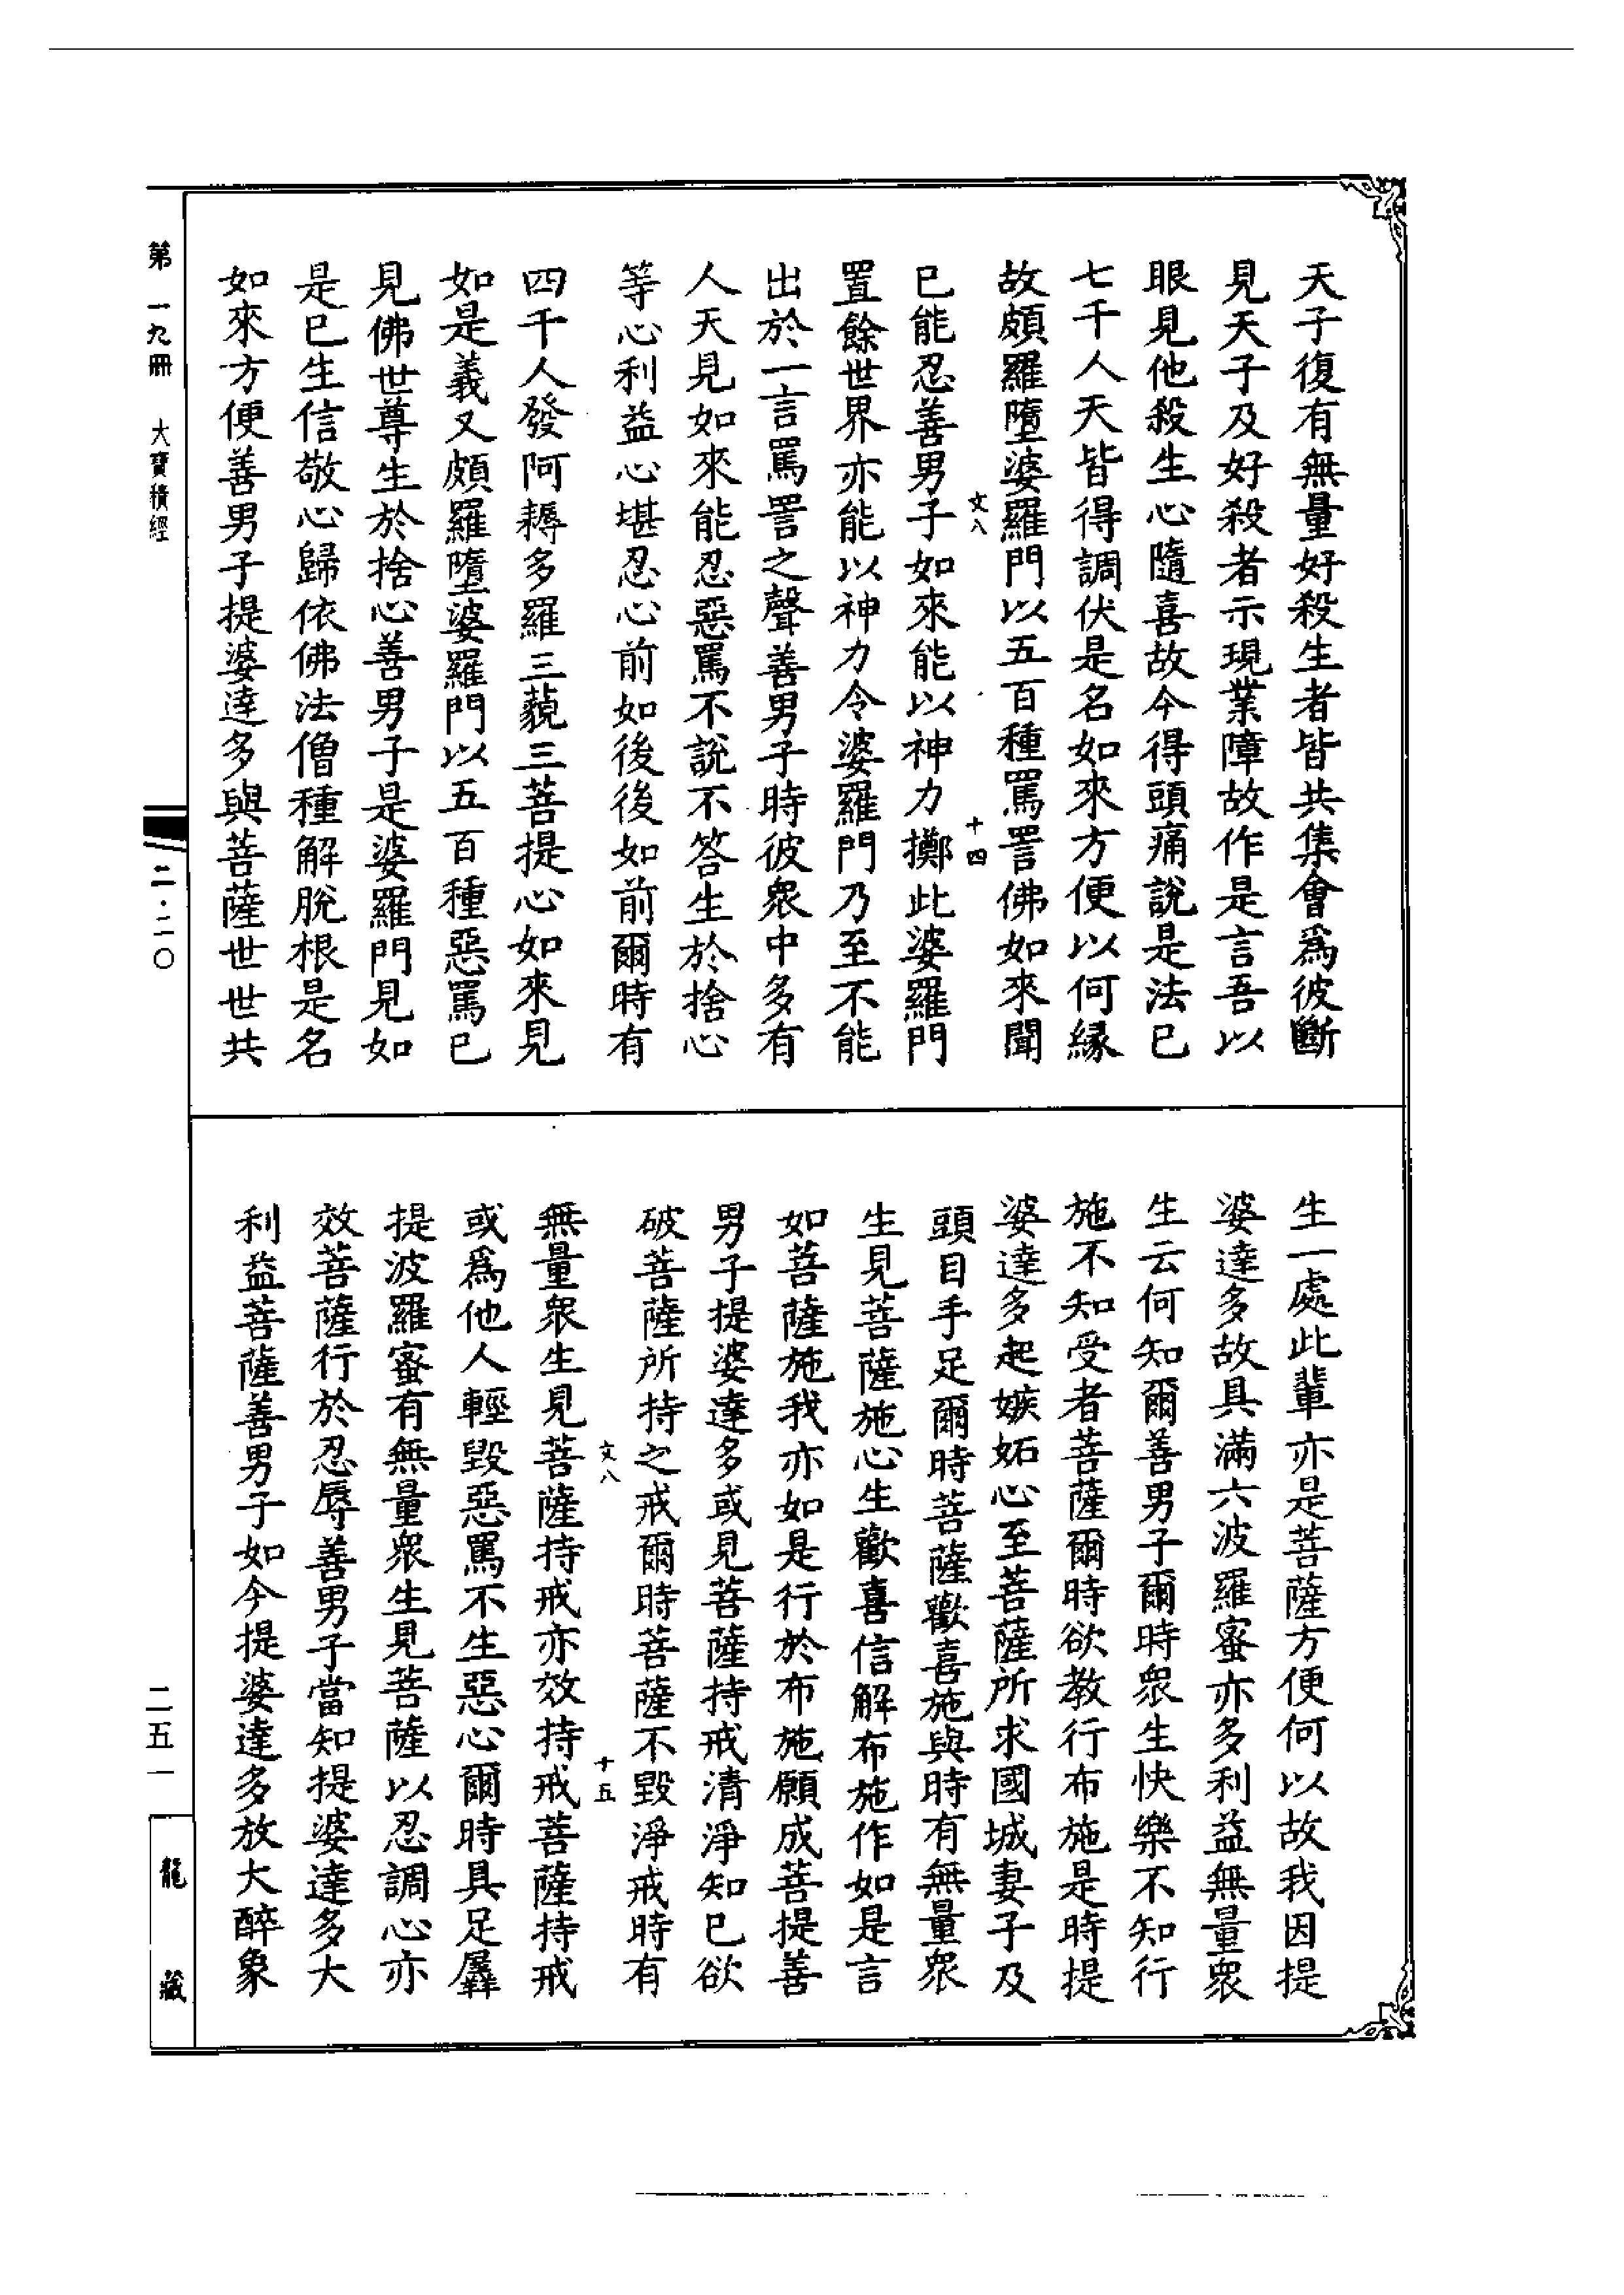 天子復有無量好殺生者皆共集會爲彼斷
見天子及好殺者示現業障故作是言吾以
眼見他殺生心隨喜故今得頭痛說是法已
七千人天皆得調伏是名如來方便以何緣
故頗羅墮婆羅門以五百種罵詈佛如來聞
文八 十四
已能忍善男子如來能以神力擲此婆羅門
置餘世界亦能以神力令婆羅門乃至不能
出於一言罵詈之聲善男子時彼衆中多有
人天見如來能忍惡罵不說不答生於捨心
等心利益心堪忍心前如後後如前爾時有
四千人發阿耨多羅三藐三菩提心如來見
如是義又頗羅墮婆羅門以五百種惡罵已
見佛世尊生於捨心善男子是婆羅門見如
是已生信敬心歸依佛法僧種解脫根是名
如來方便善男子提婆達多與菩薩世世共
生一處此輩亦是菩薩方便何以故我因提
婆達多故具滿六波羅蜜亦多利益無量衆
生云何知爾善男子爾時衆生快樂不知行
施不知受者菩薩爾時欲教行布施是時提
婆達多起嫉妬心至菩薩所求國城妻子及
頭目手足爾時菩薩歡喜施與時有無量衆
生見菩薩施心生歡喜信解布施作如是言
如菩薩施我亦如是行於布施願成菩提善
男子提婆達多或見菩薩持戒清淨知已欲
破菩薩所持之戒爾時菩薩不毀淨戒時有
文八 十五
無量衆生見菩薩持戒亦效持戒菩薩持戒
或爲他人輕毀惡罵不生惡心爾時具足羼
提波羅蜜有無量衆生見菩薩以忍調心亦
效菩薩行於忍辱善男子當知提婆達多大
利益菩薩善男子如今提婆達多放大醉象
第一九冊 大寶積經
二·二〇
二五一
龍藏